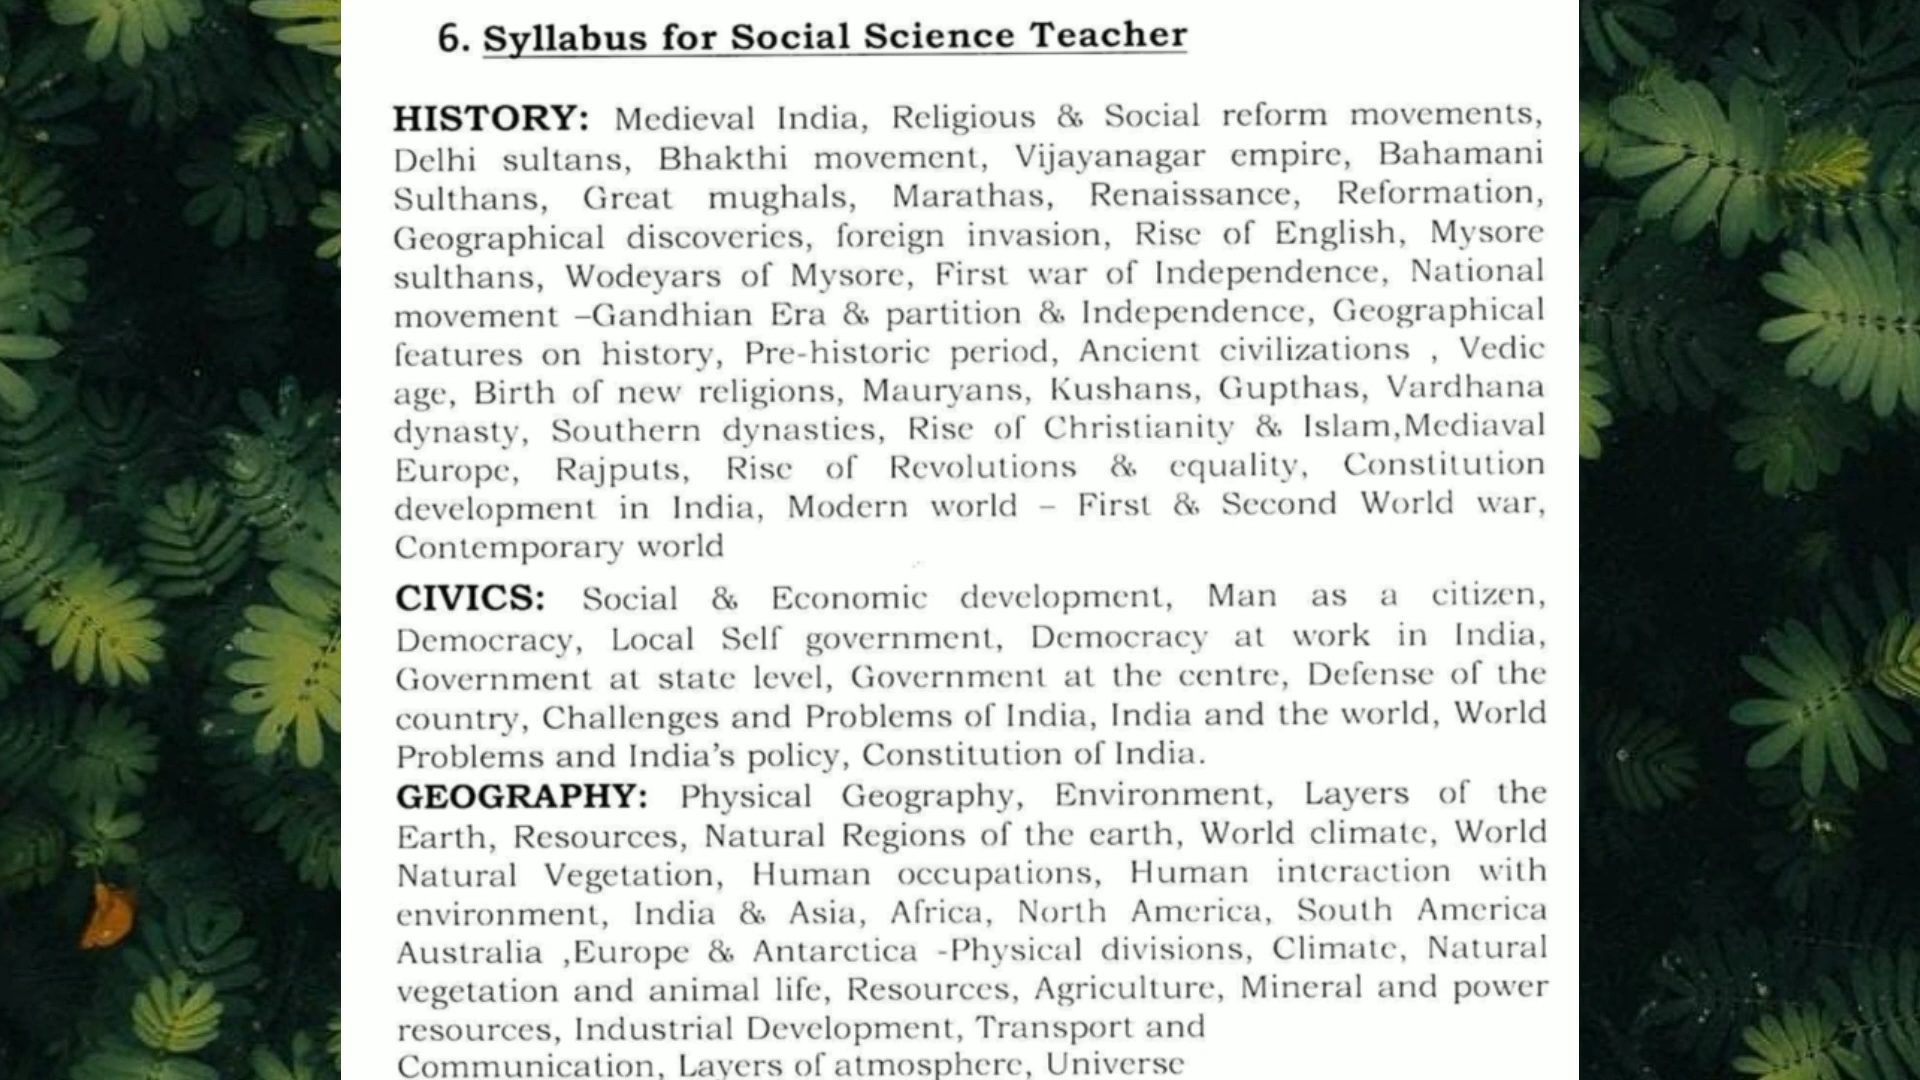 6. Syllabus for Social Science Teacher
HISTORY: Medieval India, Religious & Social reform movements,
Delhi sultans, Bhakthi movement, Vijayanagar empire, Bahamani
Sulthans, Great mughals, Marathas, Renaissance, Reformation,
Geographical discoveries, foreign invasion, Rise of English, Mysore
sulthans, Wodeyars of Mysore, First war of Independence, National
movement –Gandhian Era & partition & Independence, Geographical
features on history, Pre-historic period, Ancient civilizations , Vedic
age, Birth of new religions, Mauryans, Kushans, Gupthas, Vardhana
dynasty, Southern dynasties, Rise of Christianity & Islam,Mediaval
Europe, Rajputs, Rise of Revolutions & equality, Constitution
development in India, Modern world – First & Second World war,
Contemporary world
CIVICS: Social & Economic development, Man as a citizen,
Democracy, Local Self government, Democracy at work in India,
Government at state level, Government at the centre, Defense of the
country, Challenges and Problems of India, India and the world, World
Problems and India's policy, Constitution of India.
GEOGRAPHY: Physical Geography, Environment, Layers of the
Earth, Resources, Natural Regions of the earth, World climate, World
Natural Vegetation, Human occupations, Human interaction with
environment, India & Asia, Africa, North America, South America
Australia ,Europe & Antarctica -Physical divisions, Climate, Natural
vegetation and animal life, Resources, Agriculture, Mineral and power
resources, Industrial Development, Transport and
Communication, Layers of atmosphere, Universe